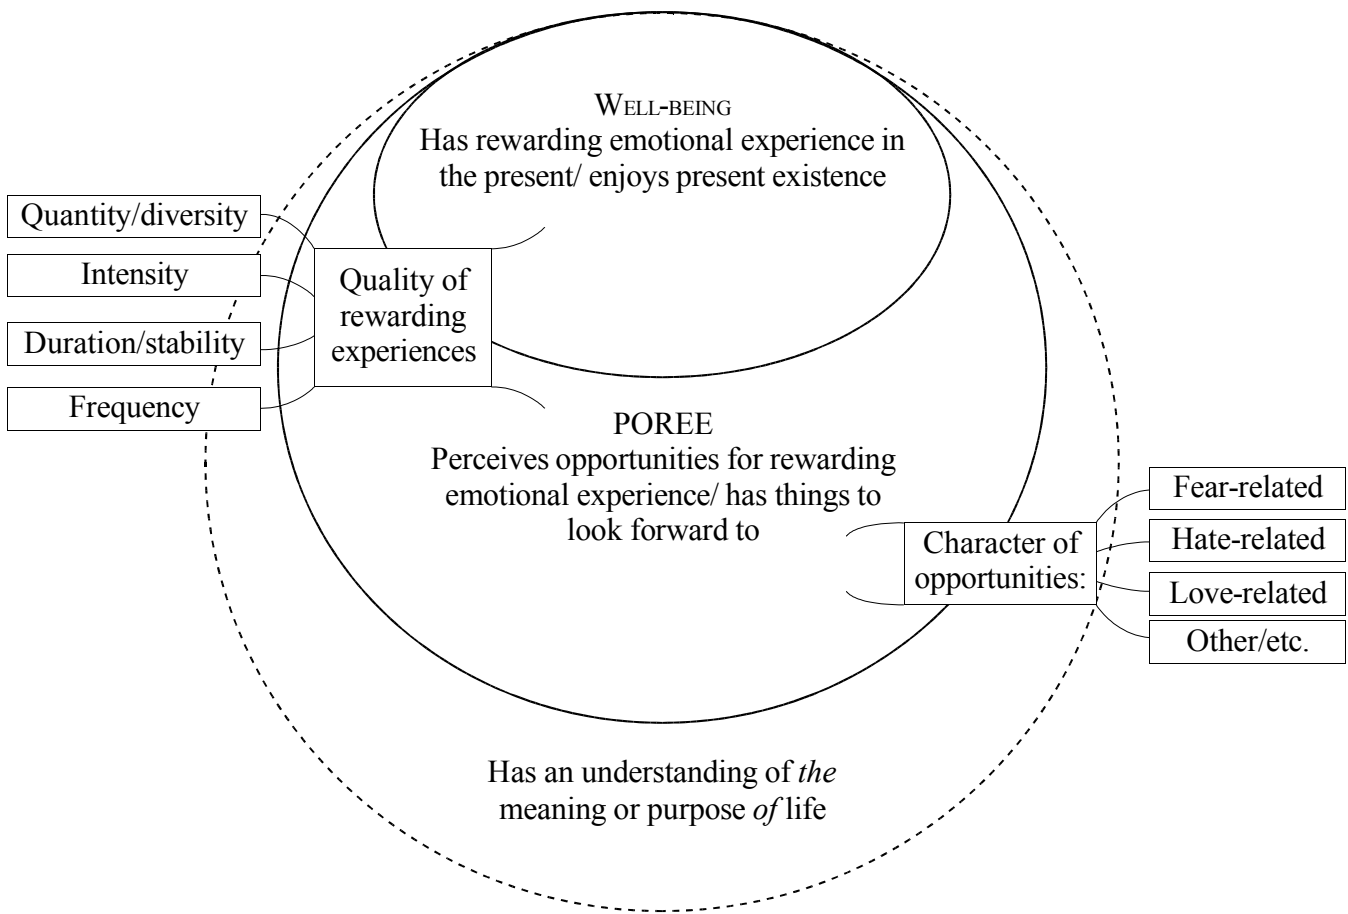 WELL-BEING
Has rewarding emotional experience in
the present/ enjoys present existence
Quantity/diversity
Intensity
Duration/stability
Frequency
Quality of
rewarding
experiences
POREE
Perceives opportunities for rewarding
emotional experience/ has things to
look forward to
Character of
opportunities:
Fear-related
Hate-related
Love-related
Other/etc.
Has an understanding of the
meaning or purpose of life